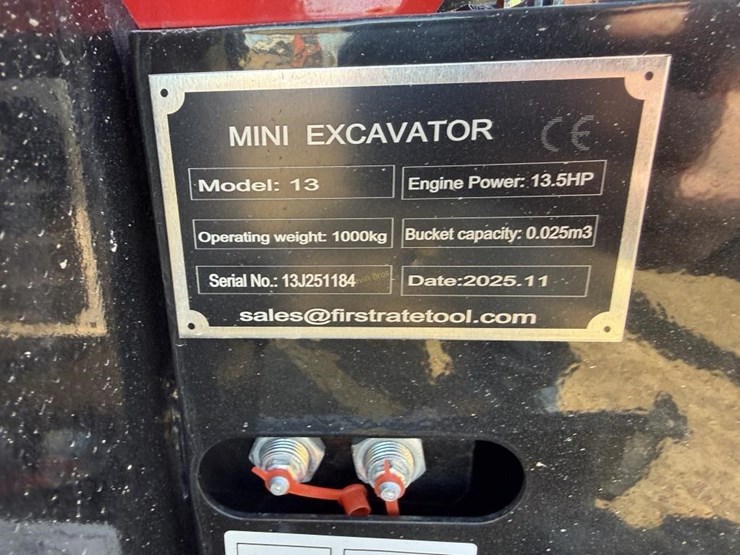 MINI EXCAVATOR CE
Model: 13 Engine Power: 13.5HP
Operating weight: 1000kg Bucket capacity: 0.025m3
Serial No.: 13J251184 Date:2025.11
sales@firstratetool.com